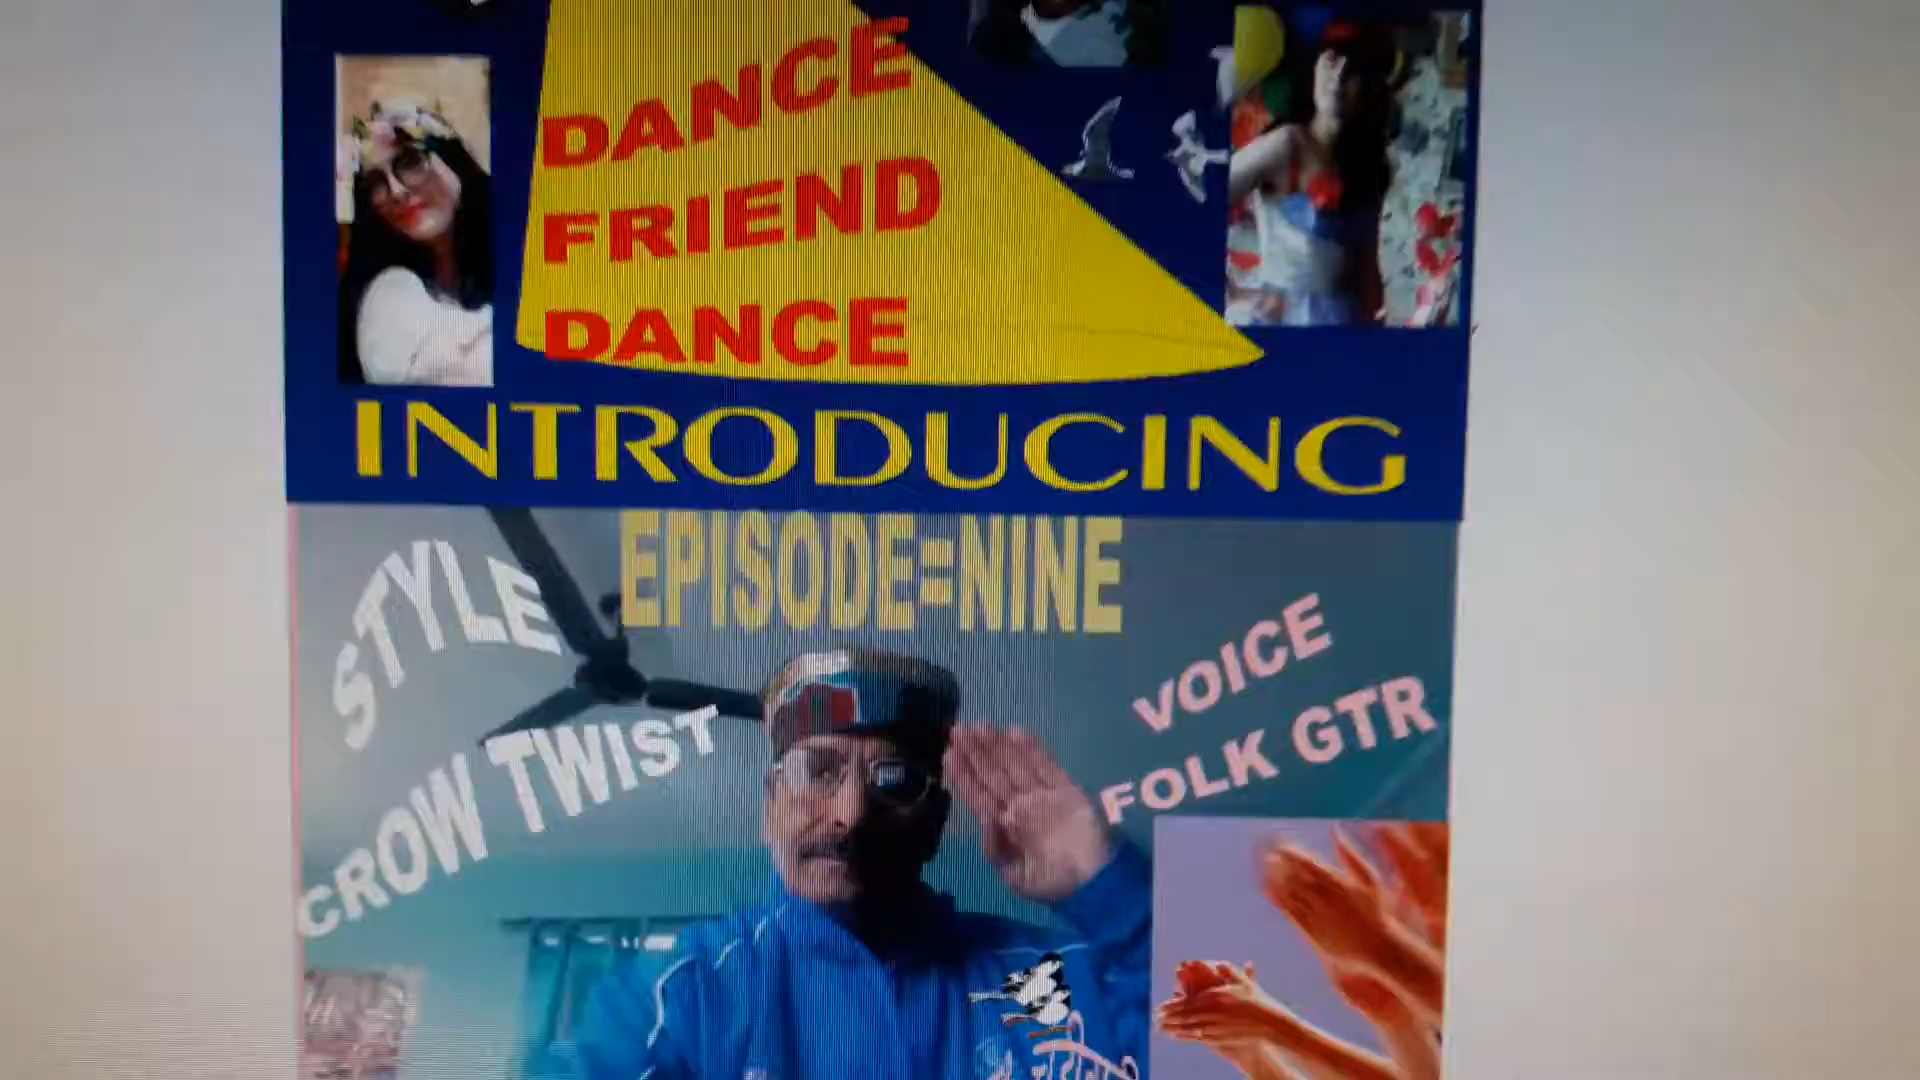 DANCE
FRIEND
DANCE
INTRODUCING
EPISODE=NINE
STYLE
CROW TWIST
VOICE
FOLK GTR